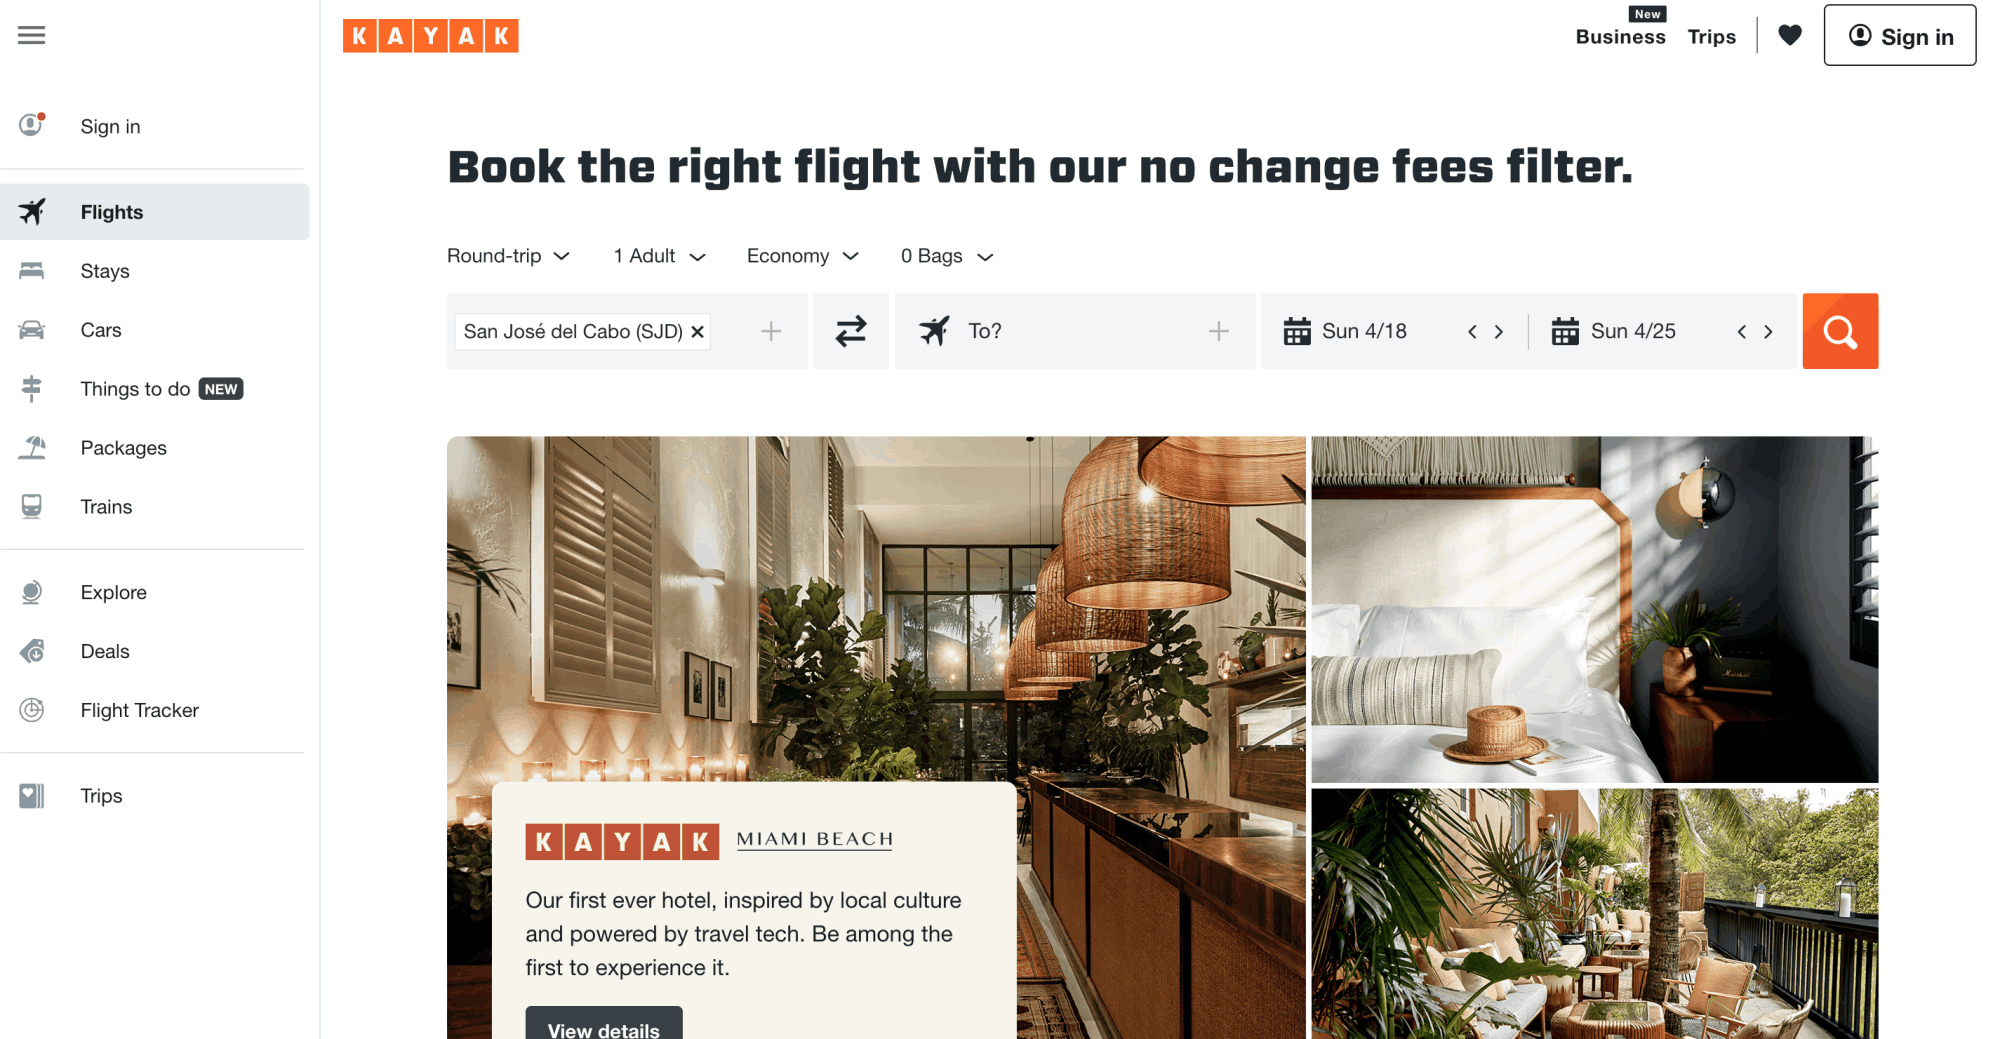 KAYAK
New
Business
Trips
Sign in
Sign in
Flights
Stays
Cars
Things to do NEW
Packages
Trains
Explore
Deals
Flight Tracker
Trips
Book the right flight with our no change fees filter.
Round-trip
1 Adult
Economy
0 Bags
San José del Cabo (SJD)
To?
Sun 4/18
Sun 4/25
Marshall
KAYAK MIAMI BEACH
Our first ever hotel, inspired by local culture
and powered by travel tech. Be among the
first to experience it.
View details